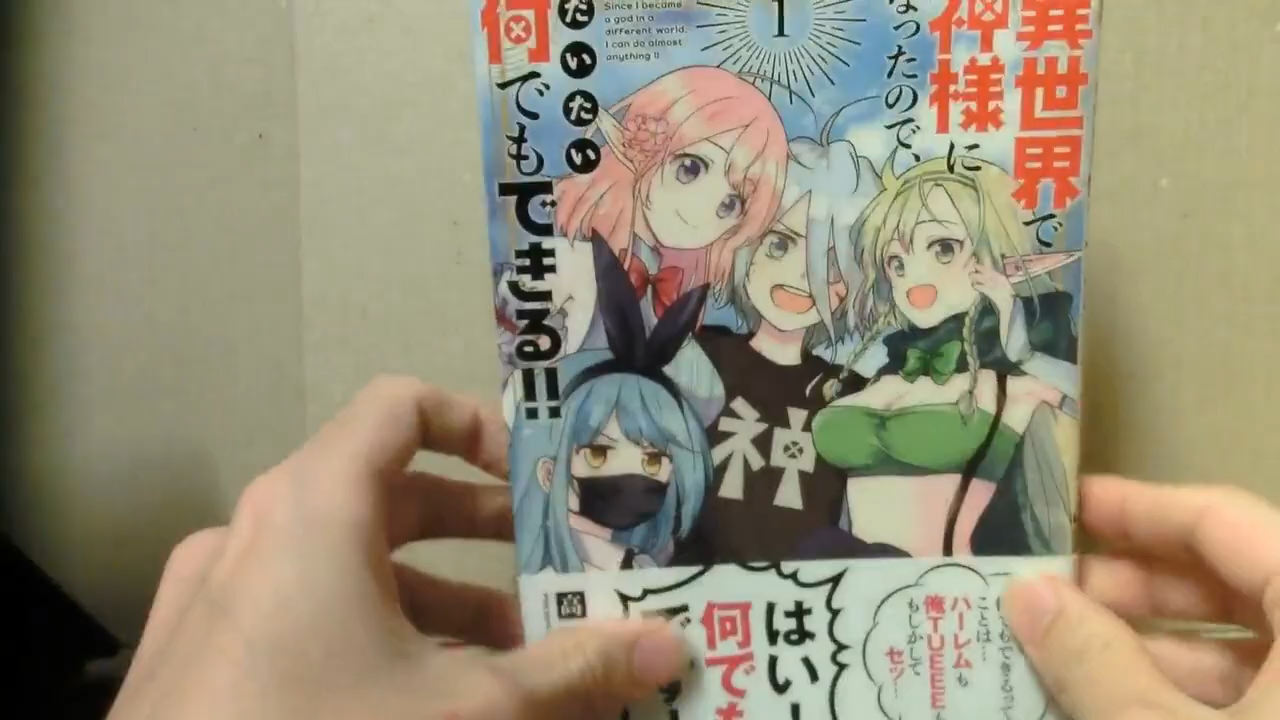 異世界で
神様に
なったので、
だいたい
何でもできる!!
Since I became
a god in a
different world,
I can do almost
anything !!
1
神
高
はい!
何でも
ことは…
ハーレムも
俺TUEEEも
もしかして
セッ…